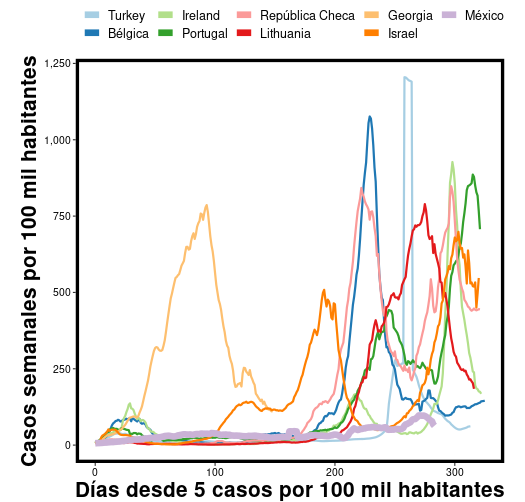 Turkey Ireland República Checa Georgia México
Bélgica Portugal Lithuania Israel
Casos semanales por 100 mil habitantes
1,250
1,000
750
500
250
0
0 100 200 300
Días desde 5 casos por 100 mil habitantes